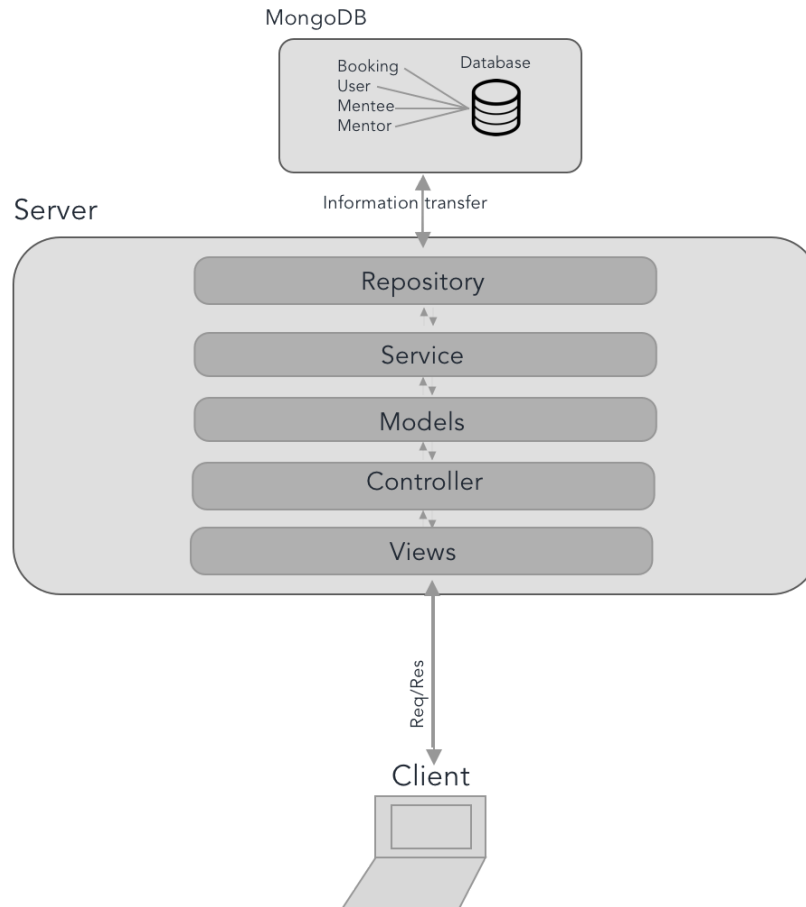 MongoDB
Booking
Database
User
Mentee
Mentor
Information transfer
Server
Repository
Service
Models
Controller
Views
Req/Res
Client